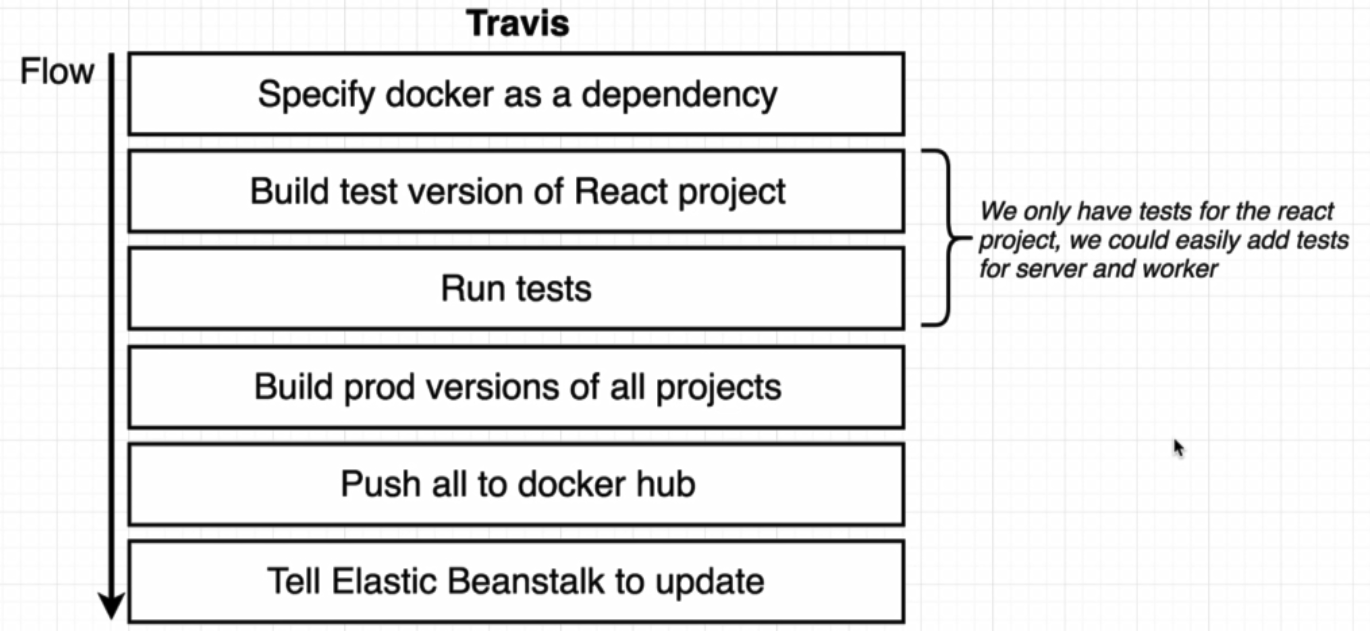 Travis
Flow
Specify docker as a dependency
Build test version of React project
We only have tests for the react
project, we could easily add tests
for server and worker
Run tests
Build prod versions of all projects
Push all to docker hub
Tell Elastic Beanstalk to update